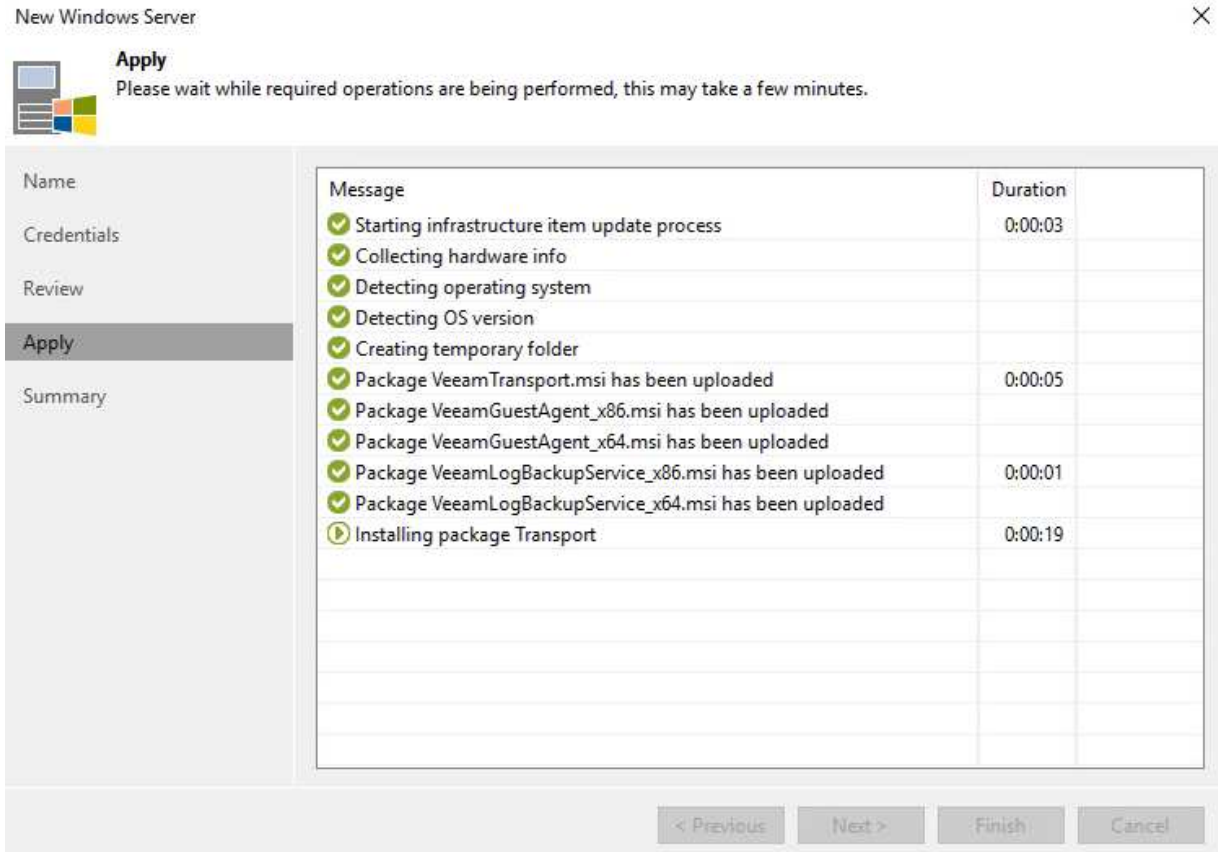 New Windows Server
Apply
Please wait while required operations are being performed, this may take a few minutes.
Name
Credentials
Review
Apply
Summary
Message Duration
Starting infrastructure item update process 0:00:03
Collecting hardware info
Detecting operating system
Detecting OS version
Creating temporary folder
Package VeeamTransport.msi has been uploaded 0:00:05
Package VeeamGuestAgent_x86.msi has been uploaded
Package VeeamGuestAgent_x64.msi has been uploaded
Package VeeamLogBackupService_x86.msi has been uploaded 0:00:01
Package VeeamLogBackupService_x64.msi has been uploaded
Installing package Transport 0:00:19
< Previous Next > Finish Cancel